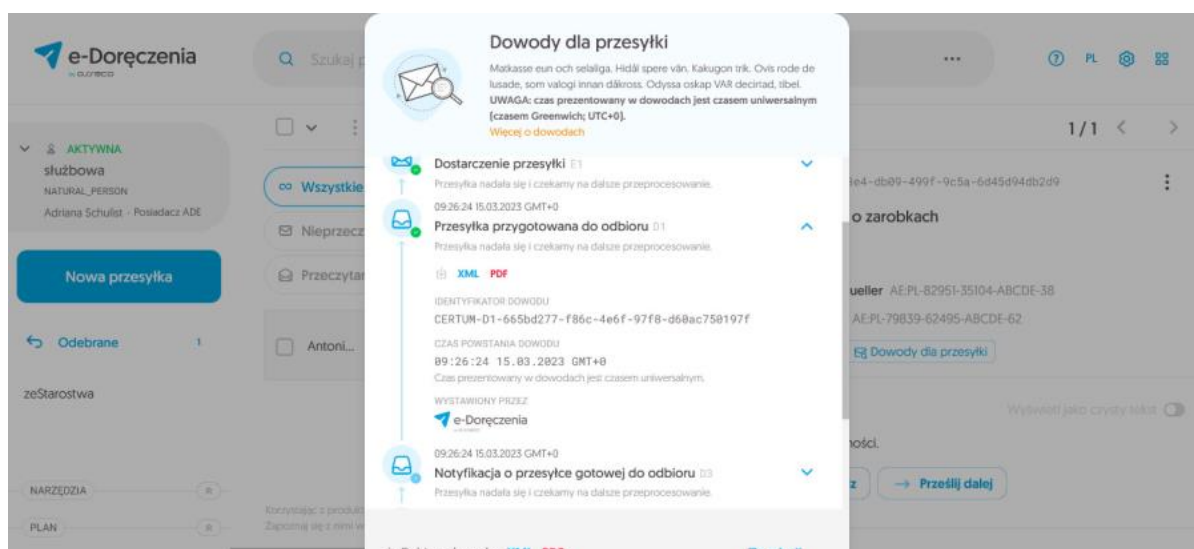 e-Doręczenia
Szukaj p
...
PL
AKTYWNA
służbowa
NATURAL_PERSON
Adriana Schulist - Posiadacz ADE
Nowa przesyłka
Odebrane 1
zeStarostwa
NARZĘDZIA
PLAN
Wszystkie
Nieprzecz
Przeczytan
Antoni...
Dowody dla przesyłki
Matkasse eun och selaliga. Hidål spere vån. Kakugon trik. Ovis rode de
lusade, som valogi innan dåkross. Odyssa oskap VAR decirrad, tibel.
UWAGA: czas prezentowany w dowodach jest czasem uniwersalnym
(czasem Greenwich; UTC+0).
Więcej o dowodach
Dostarczenie przesyłki E1
Przesyłka nadała się i czekamy na dalsze przeprocesowanie.
09:26:24 15.03.2023 GMT+0
Przesyłka przygotowana do odbioru D1
Przesyłka nadała się i czekamy na dalsze przeprocesowanie.
XML PDF
IDENTYFIKATOR DOWODU
CERTUM-D1-665bd277-f86c-4e6f-97f8-d60ac750197f
CZAS POWSTANIA DOWODU
09:26:24 15.03.2023 GMT+0
Czas prezentowany w dowodach jest czasem uniwersalnym.
WYSTAWIONY PRZEZ
e-Doręczenia
09:26:24 15.03.2023 GMT+0
Notyfikacja o przesyłce gotowej do odbioru D3
Przesyłka nadała się i czekamy na dalsze przeprocesowanie.
1/1
e4-db09-499f-9c5a-6d45d94db2d9
o zarobkach
ueller AE:PL-82951-35104-ABCDE-38
AE:PL-79839-62495-ABCDE-62
Dowody dla przesyłki
Wyświetl jako czysty tekst
ności.
z
Prześlij dalej